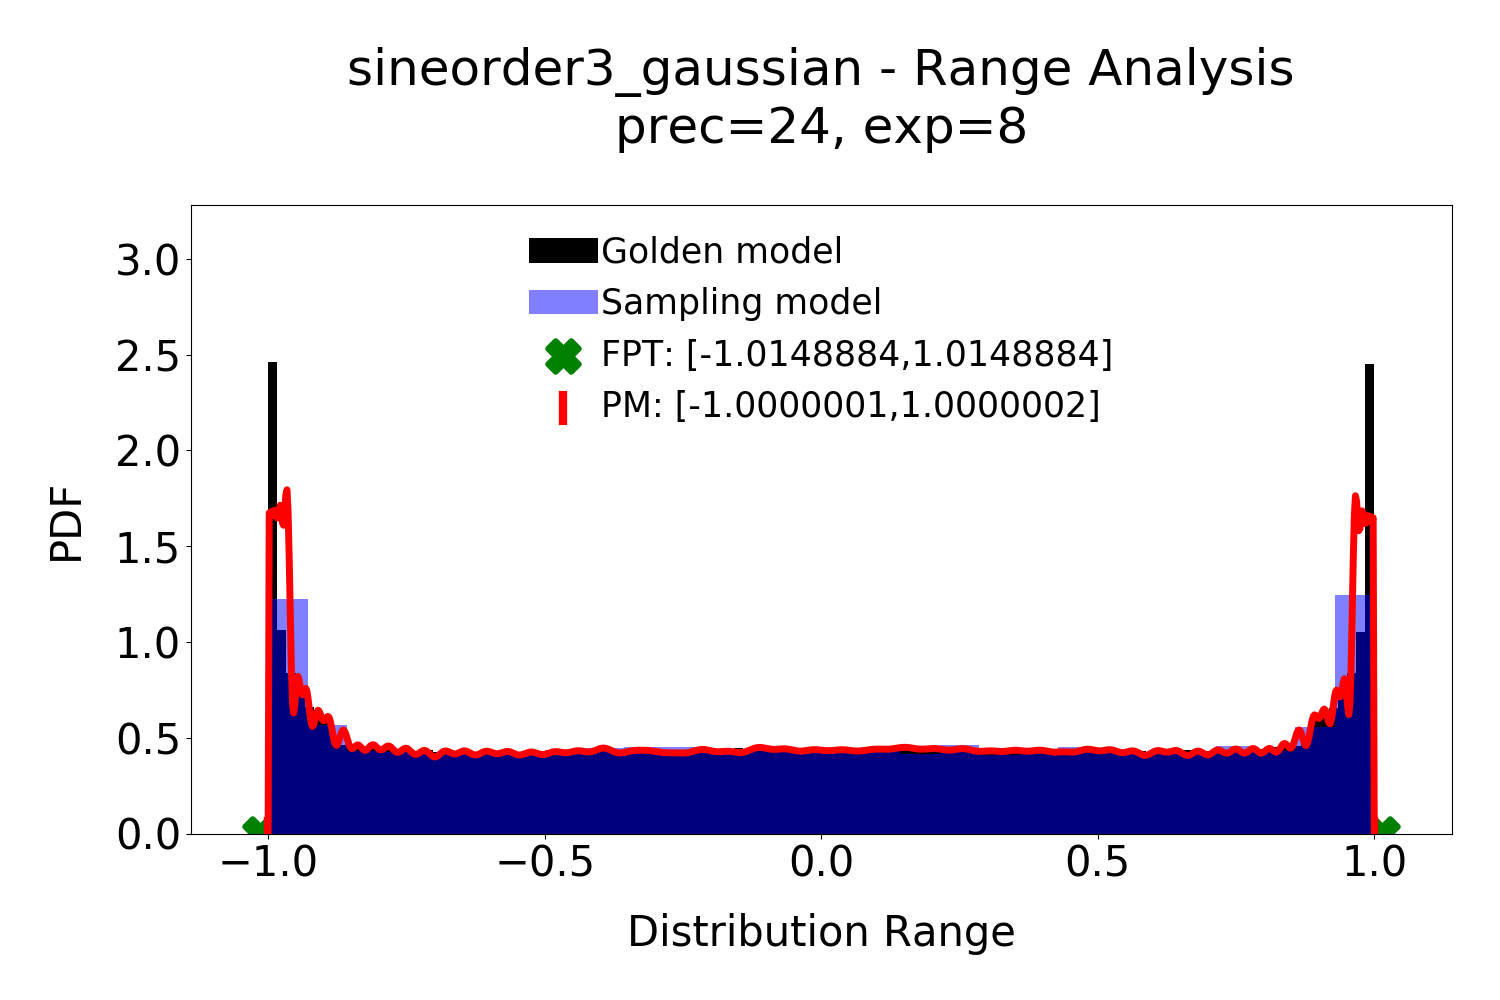 sineorder3_gaussian - Range Analysis
prec=24, exp=8
Golden model
Sampling model
FPT: [-1.0148884,1.0148884]
PM: [-1.0000001,1.0000002]
PDF
3.0
2.5
2.0
1.5
1.0
0.5
0.0
−1.0 −0.5 0.0 0.5 1.0
Distribution Range